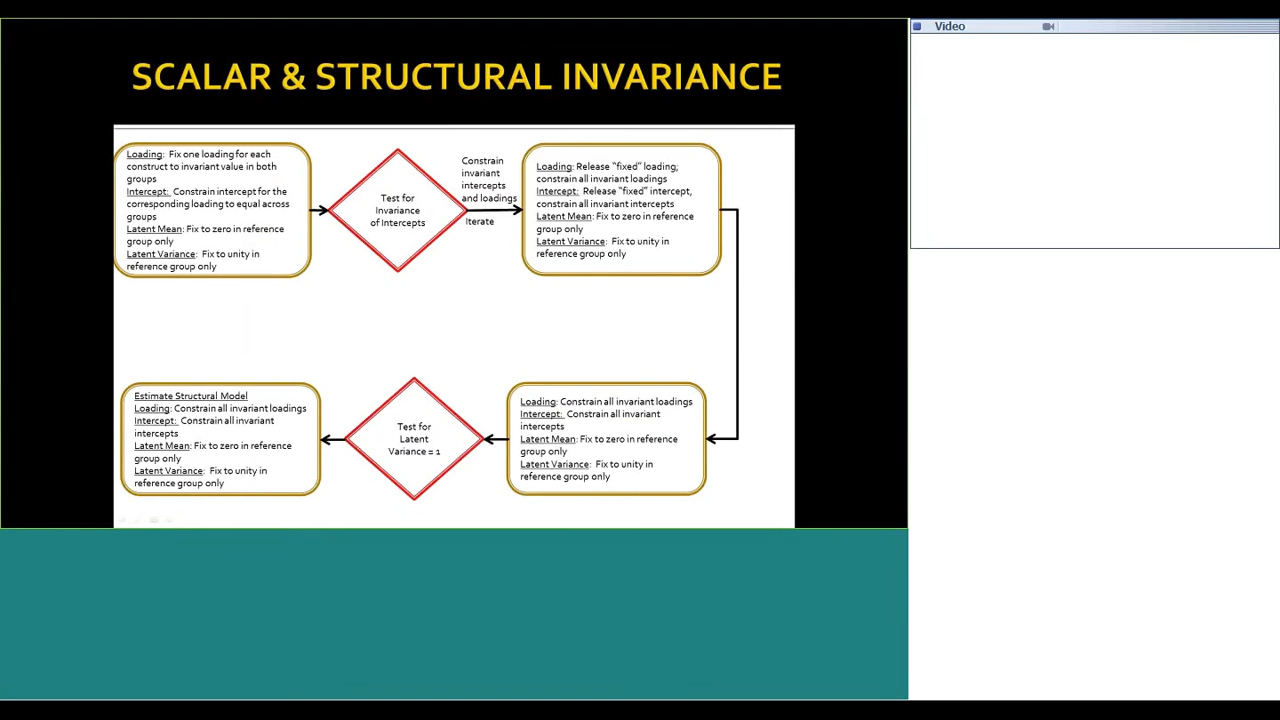 Video
SCALAR & STRUCTURAL INVARIANCE
Loading: Fix one loading for each
construct to invariant value in both
groups
Intercept: Constrain intercept for the
corresponding loading to equal across
groups
Latent Mean: Fix to zero in reference
group only
Latent Variance: Fix to unity in
reference group only
Test for
Invariance
of Intercepts
Constrain
invariant
intercepts
and loadings
Iterate
Loading: Release “fixed” loading;
constrain all invariant loadings
Intercept: Release “fixed” intercept,
constrain all invariant intercepts
Latent Mean: Fix to zero in reference
group only
Latent Variance: Fix to unity in
reference group only
Loading: Constrain all invariant loadings
Intercept: Constrain all invariant
intercepts
Latent Mean: Fix to zero in reference
group only
Latent Variance: Fix to unity in
reference group only
Test for
Latent
Variance = 1
Estimate Structural Model
Loading: Constrain all invariant loadings
Intercept: Constrain all invariant
intercepts
Latent Mean: Fix to zero in reference
group only
Latent Variance: Fix to unity in
reference group only